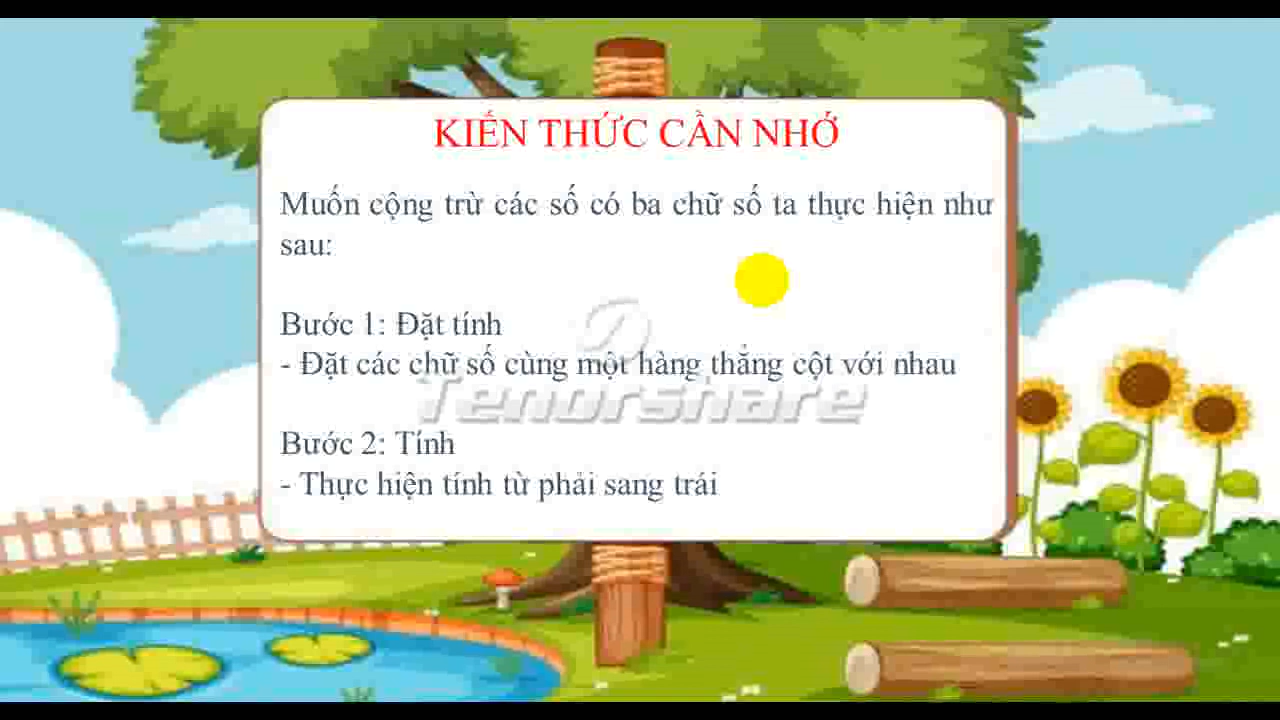 KIẾN THỨC CẦN NHỚ
Muốn cộng trừ các số có ba chữ số ta thực hiện như
sau:
Bước 1: Đặt tính
- Đặt các chữ số cùng một hàng thẳng cột với nhau
Tenorshare
Bước 2: Tính
- Thực hiện tính từ phải sang trái